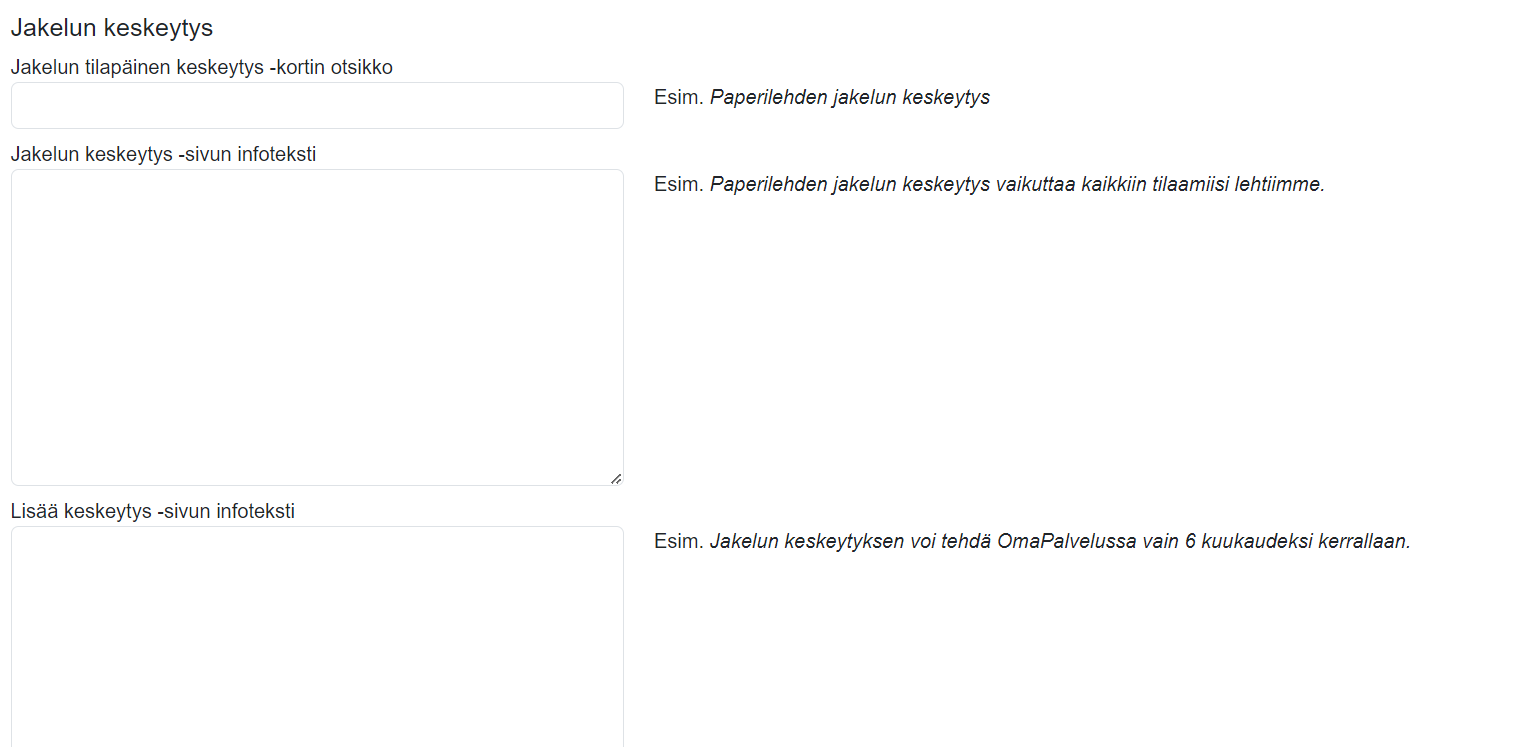 Jakelun keskeytys
Jakelun tilapäinen keskeytys -kortin otsikko
Esim. Paperilehden jakelun keskeytys
Jakelun keskeytys -sivun infoteksti
Esim. Paperilehden jakelun keskeytys vaikuttaa kaikkiin tilaamiisi lehtiimme.
Lisää keskeytys -sivun infoteksti
Esim. Jakelun keskeytyksen voi tehdä OmaPalvelussa vain 6 kuukaudeksi kerrallaan.